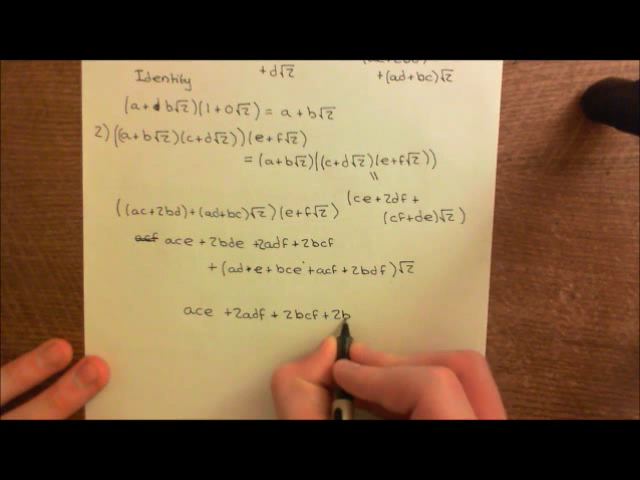 Identity
+d√2
+(ad+bc)√2
(a+b√2)(1+0√2) = a+b√2
2) ((a+b√2)(c+d√2))(e+f√2)
= (a+b√2)((c+d√2)(e+f√2))
((ac+2bd)+(ad+bc)√2)(e+f√2) (ce+2df+
(cf+de)√2)
ace +2bde +2adf+2bcf
+(ade+bce+acf+2bdf)√2
ace +2adf + 2bcf + 2b